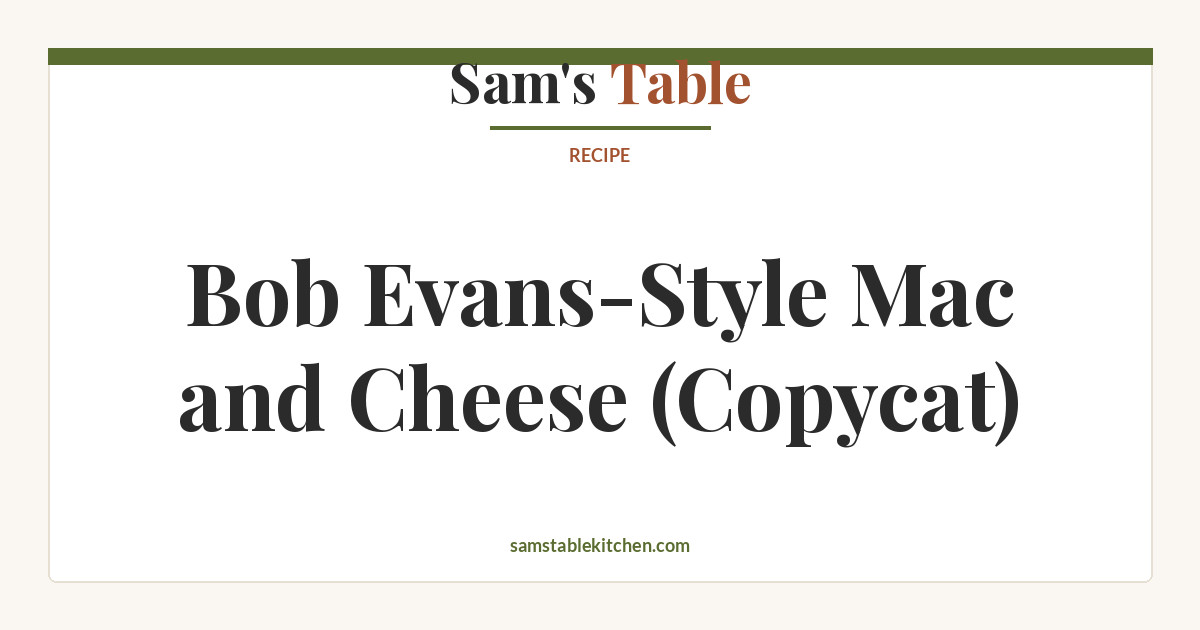 Sam's Table
RECIPE
Bob Evans-Style Mac
and Cheese (Copycat)
samstablekitchen.com